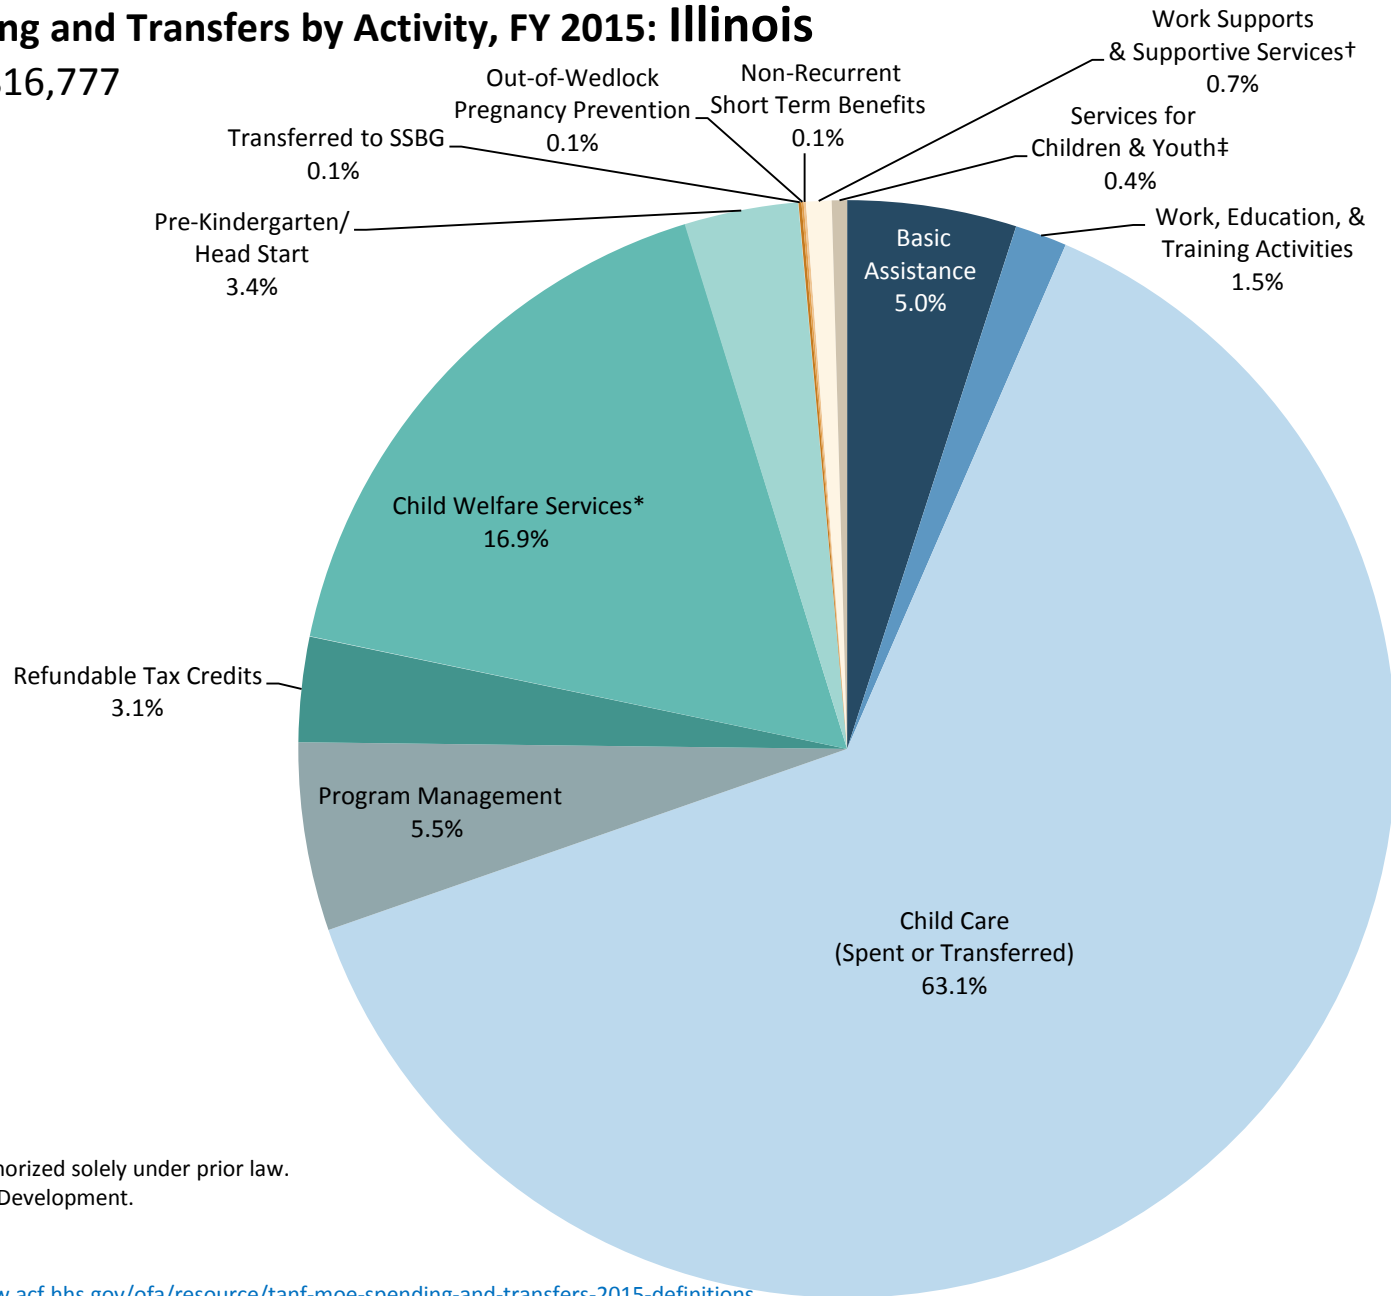 ng and Transfers by Activity, FY 2015: Illinois
16,777
Work Supports
& Supportive Services†
0.7%
Out-of-Wedlock
Pregnancy Prevention
0.1%
Non-Recurrent
Short Term Benefits
0.1%
Services for
Children & Youth‡
0.4%
Transferred to SSBG
0.1%
Pre-Kindergarten/
Head Start
3.4%
Work, Education, &
Training Activities
1.5%
Basic
Assistance
5.0%
Child Welfare Services*
16.9%
Refundable Tax Credits
3.1%
Program Management
5.5%
Child Care
(Spent or Transferred)
63.1%
horized solely under prior law.
Development.
w.acf.hhs.gov/ofa/resource/tanf-moe-spending-and-transfers-2015-definitions